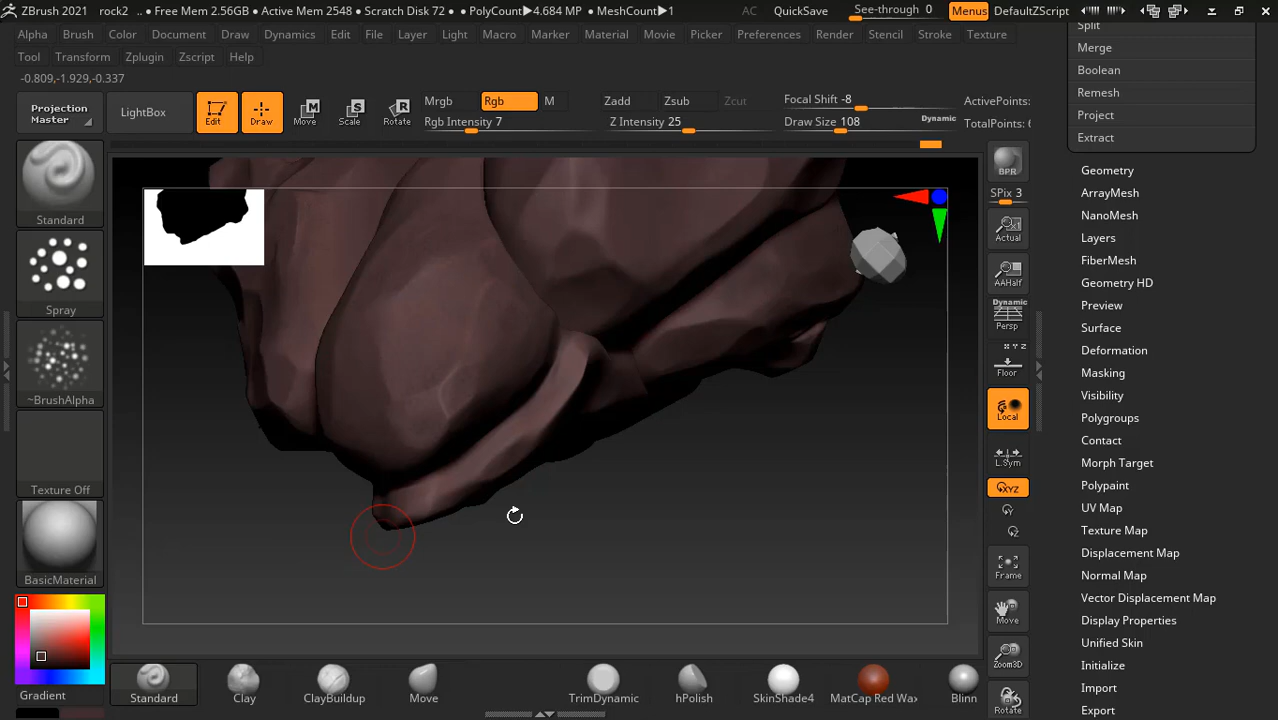 ZBrush 2021 rock2 .. • Free Mem 2.56GB • Active Mem 2548 • Scratch Disk 72 • PolyCount▸4.684 MP • MeshCount▸1 AC QuickSave See-through 0 Menus DefaultZScript
Alpha Brush Color Document Draw Dynamics Edit File Layer Light Macro Marker Material Movie Picker Preferences Render Stencil Stroke Texture
Tool Transform Zplugin Zscript Help
-0.809,-1.929,-0.337
Projection Master
LightBox
Edit
Draw
Move
Scale
Rotate
Mrgb Rgb M
Rgb Intensity 7
Zadd Zsub Zcut
Z Intensity 25
Focal Shift -8
Draw Size 108
Dynamic
ActivePoints:
TotalPoints: 6
Standard
Spray
~BrushAlpha
Texture Off
BasicMaterial
Gradient
BPR
SPix 3
Actual
AAHalf
Dynamic
Persp
X Y Z
Floor
Local
L.Sym
XYZ
Y
Z
Frame
Move
Zoom3D
Rotate
Split
Merge
Boolean
Remesh
Project
Extract
Geometry
ArrayMesh
NanoMesh
Layers
FiberMesh
Geometry HD
Preview
Surface
Deformation
Masking
Visibility
Polygroups
Contact
Morph Target
Polypaint
UV Map
Texture Map
Displacement Map
Normal Map
Vector Displacement Map
Display Properties
Unified Skin
Initialize
Import
Export
Standard Clay ClayBuildup Move TrimDynamic hPolish SkinShade4 MatCap Red Wax Blinn